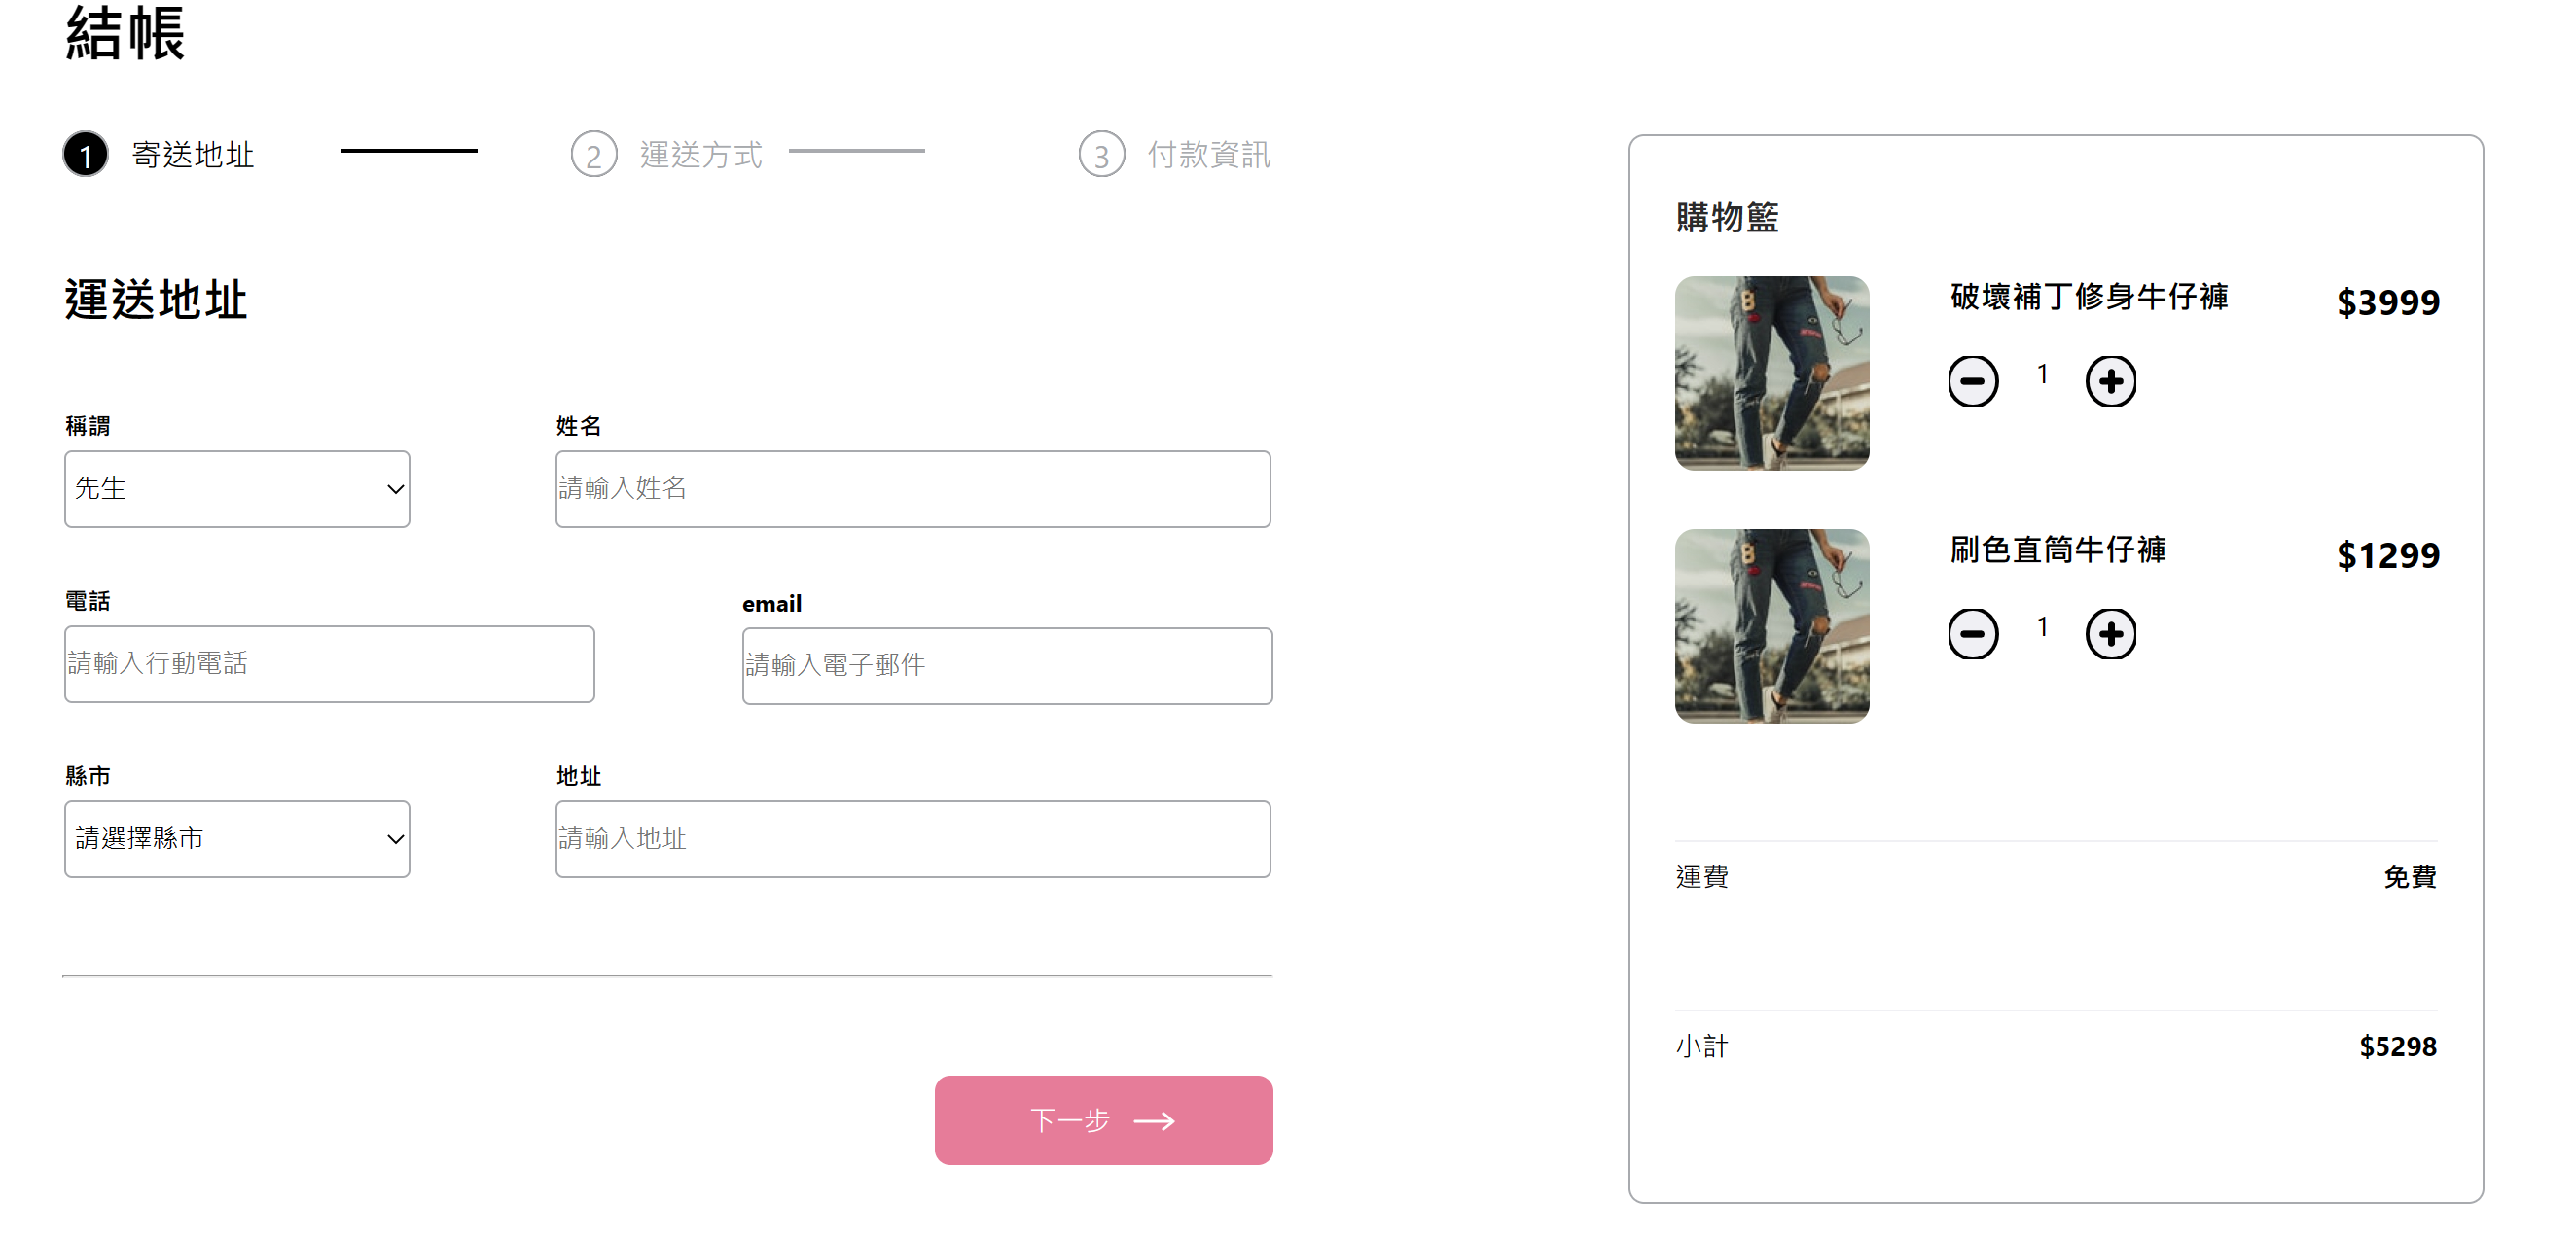 結帳
1 寄送地址
2 運送方式
3 付款資訊
運送地址
稱謂
先生
姓名
請輸入姓名
電話
請輸入行動電話
email
請輸入電子郵件
縣市
請選擇縣市
地址
請輸入地址
下一步
購物籃
破壞補丁修身牛仔褲 $3999
1
刷色直筒牛仔褲 $1299
1
運費 免費
小計 $5298